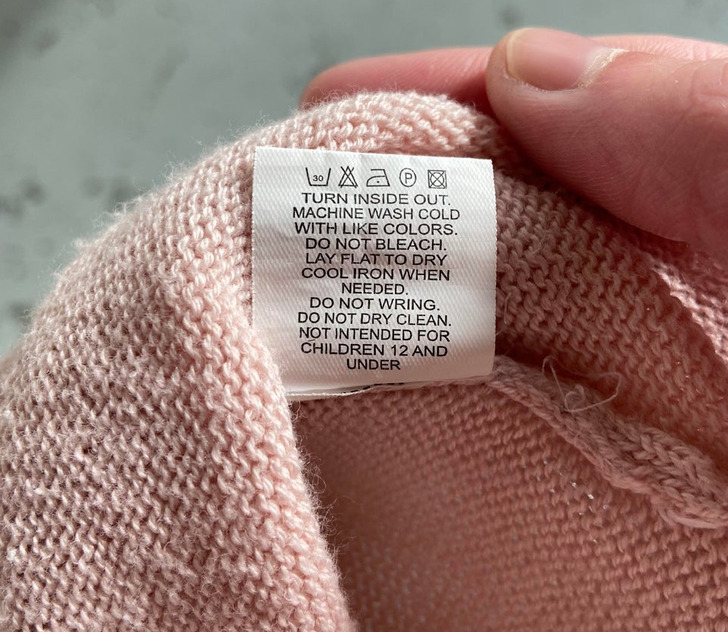 30 P
TURN INSIDE OUT.
MACHINE WASH COLD
WITH LIKE COLORS.
DO NOT BLEACH.
LAY FLAT TO DRY
COOL IRON WHEN
NEEDED.
DO NOT WRING.
DO NOT DRY CLEAN.
NOT INTENDED FOR
CHILDREN 12 AND
UNDER